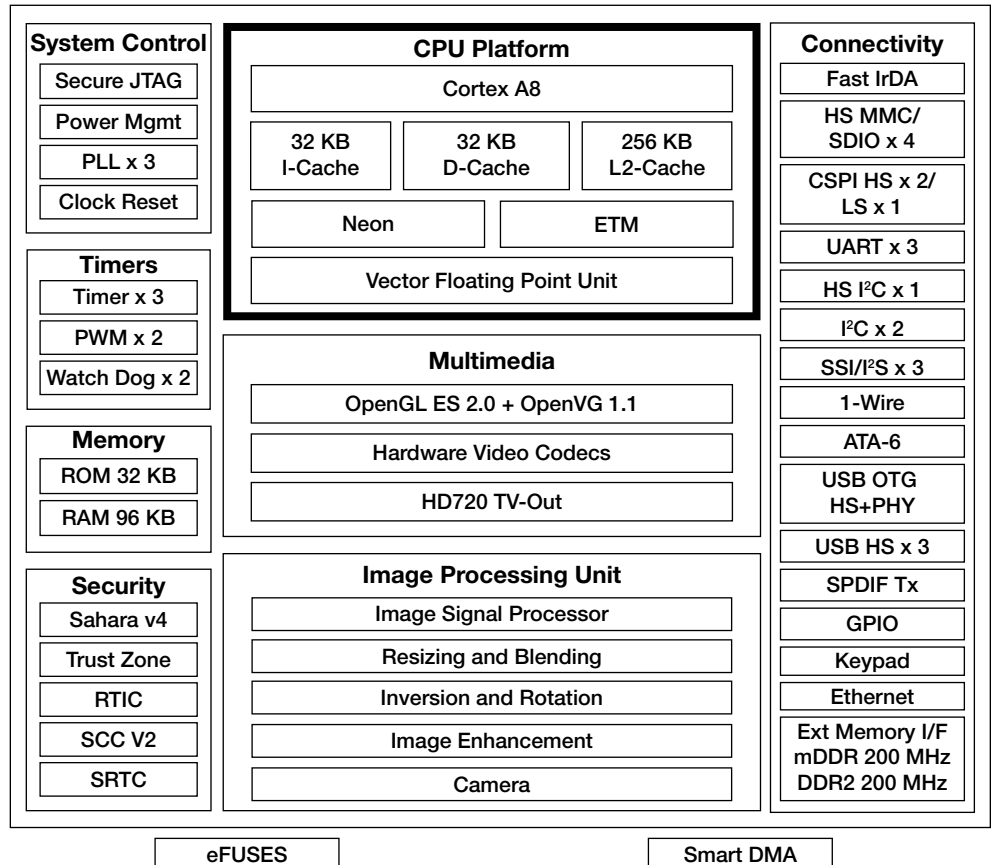 System Control
Secure JTAG
Power Mgmt
PLL x 3
Clock Reset
Timers
Timer x 3
PWM x 2
Watch Dog x 2
Memory
ROM 32 KB
RAM 96 KB
Security
Sahara v4
Trust Zone
RTIC
SCC V2
SRTC
CPU Platform
Cortex A8
32 KB
I-Cache
32 KB
D-Cache
256 KB
L2-Cache
Neon
ETM
Vector Floating Point Unit
Multimedia
OpenGL ES 2.0 + OpenVG 1.1
Hardware Video Codecs
HD720 TV-Out
Image Processing Unit
Image Signal Processor
Resizing and Blending
Inversion and Rotation
Image Enhancement
Camera
Connectivity
Fast IrDA
HS MMC/
SDIO x 4
CSPI HS x 2/
LS x 1
UART x 3
HS I²C x 1
I²C x 2
SSI/I²S x 3
1-Wire
ATA-6
USB OTG
HS+PHY
USB HS x 3
SPDIF Tx
GPIO
Keypad
Ethernet
Ext Memory I/F
mDDR 200 MHz
DDR2 200 MHz
eFUSES
Smart DMA